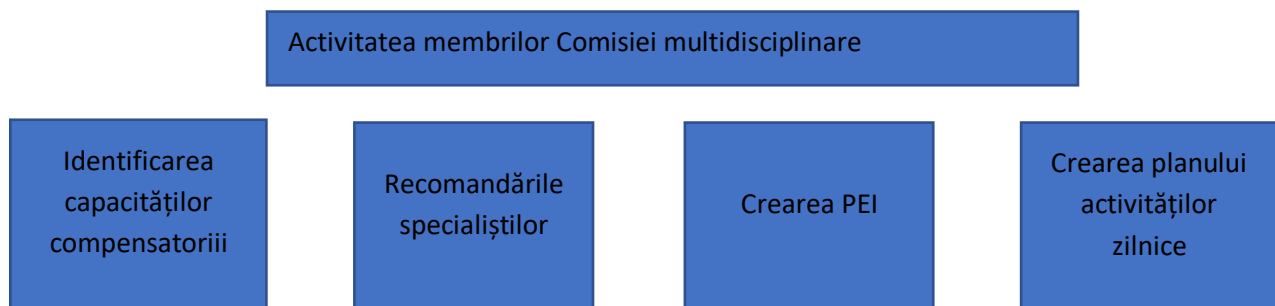 Activitatea membrilor Comisiei multidisciplinare
Identificarea
capacităților
compensatoriii
Recomandările
specialiștilor
Crearea PEI
Crearea planului
activităților
zilnice